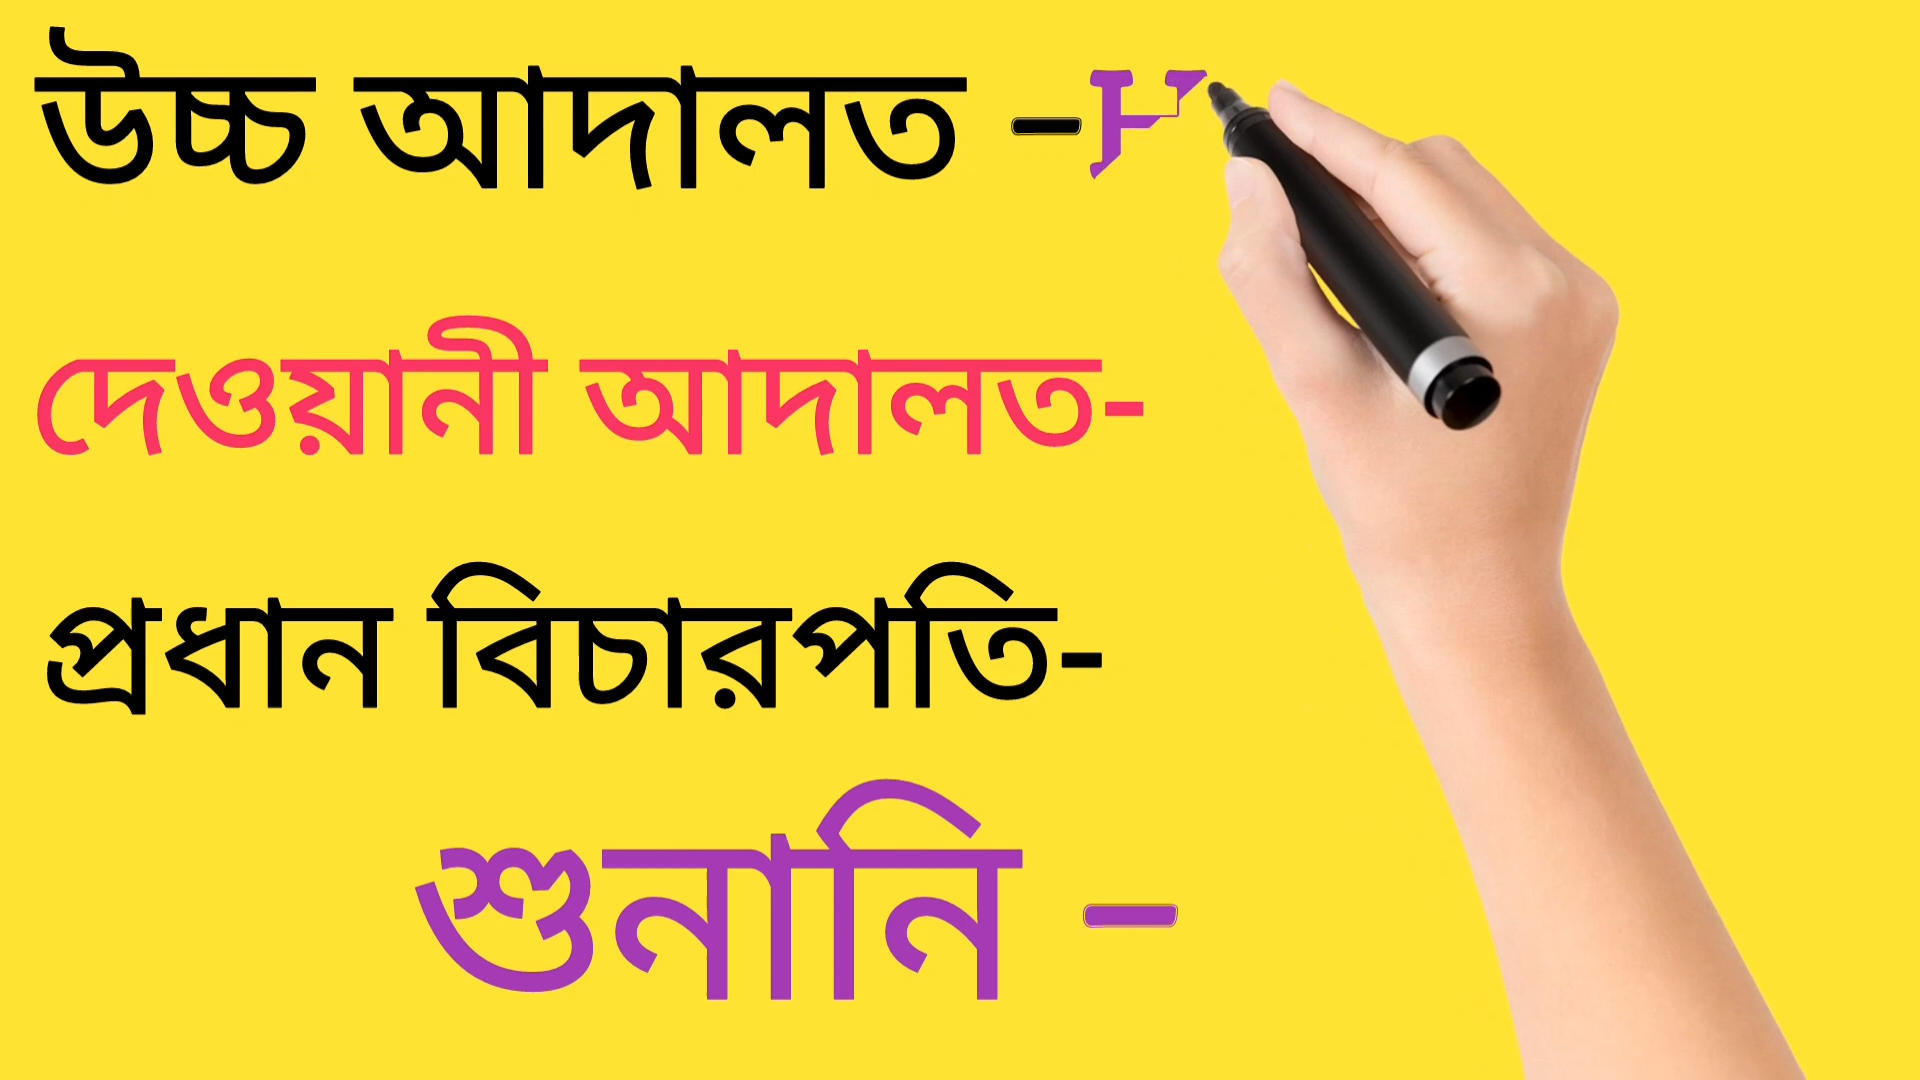 উচ্চ আদালত –H
দেওয়ানী আদালত-
প্রধান বিচারপতি-
শুনানি –